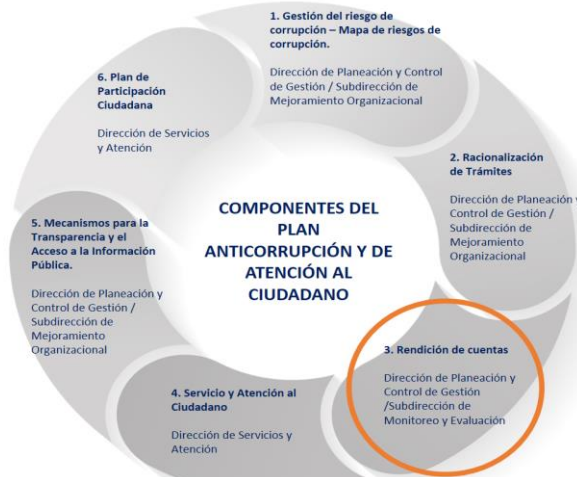 1. Gestión del riesgo de
corrupción – Mapa de riesgos de
corrupción.
Dirección de Planeación y Control
de Gestión / Subdirección de
Mejoramiento Organizacional
2. Racionalización
de Trámites
Dirección de Planeación y
Control de Gestión /
Subdirección de
Mejoramiento
Organizacional
3. Rendición de cuentas
Dirección de Planeación y
Control de Gestión
/Subdirección de
Monitoreo y Evaluación
4. Servicio y Atención al
Ciudadano
Dirección de Servicios y
Atención
5. Mecanismos para la
Transparencia y el
Acceso a la Información
Pública.
Dirección de Planeación y
Control de Gestión /
Subdirección de
Mejoramiento
Organizacional
6. Plan de
Participación
Ciudadana
Dirección de Servicios
y Atención
COMPONENTES DEL
PLAN
ANTICORRUPCIÓN Y DE
ATENCIÓN AL
CIUDADANO